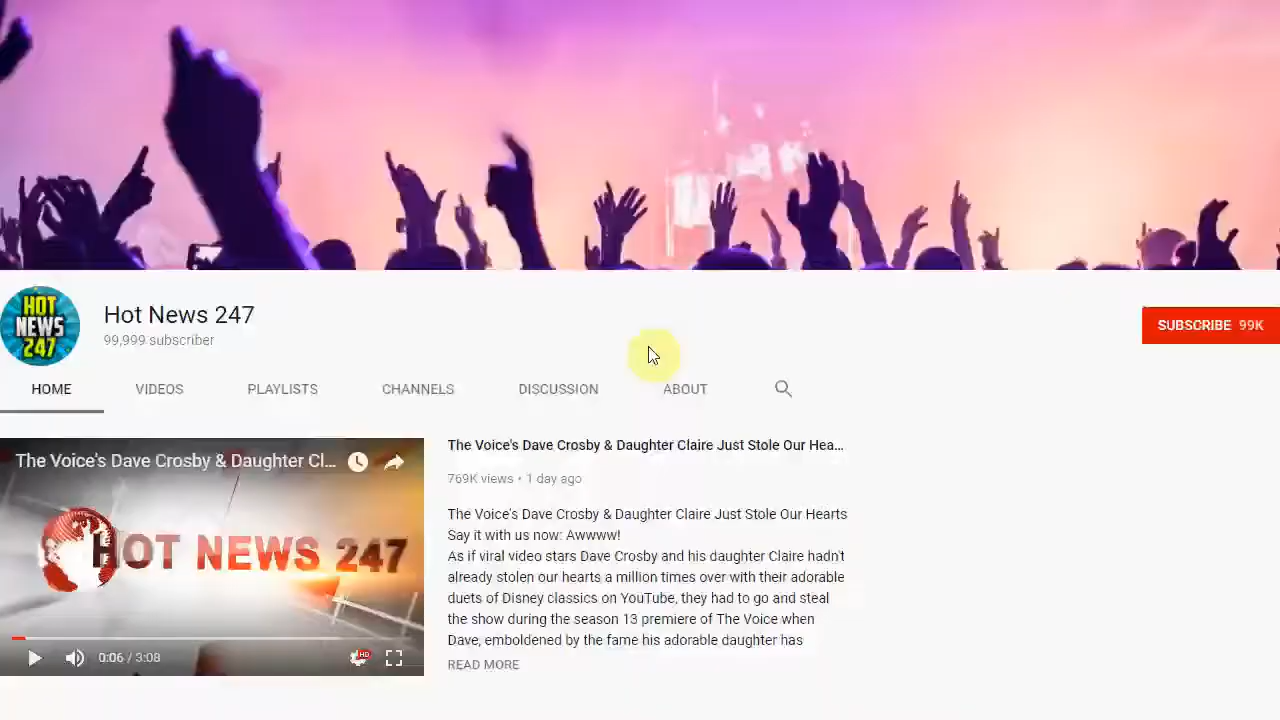 HOT
NEWS
247
Hot News 247
99,999 subscriber
SUBSCRIBE 99K
HOME VIDEOS PLAYLISTS CHANNELS DISCUSSION ABOUT
The Voice's Dave Crosby & Daughter Cl...
HOT NEWS 247
0:06 / 3:08
HD
The Voice's Dave Crosby & Daughter Claire Just Stole Our Hea...
769K views • 1 day ago
The Voice's Dave Crosby & Daughter Claire Just Stole Our Hearts
Say it with us now: Awwww!
As if viral video stars Dave Crosby and his daughter Claire hadn't
already stolen our hearts a million times over with their adorable
duets of Disney classics on YouTube, they had to go and steal
the show during the season 13 premiere of The Voice when
Dave, emboldened by the fame his adorable daughter has
READ MORE